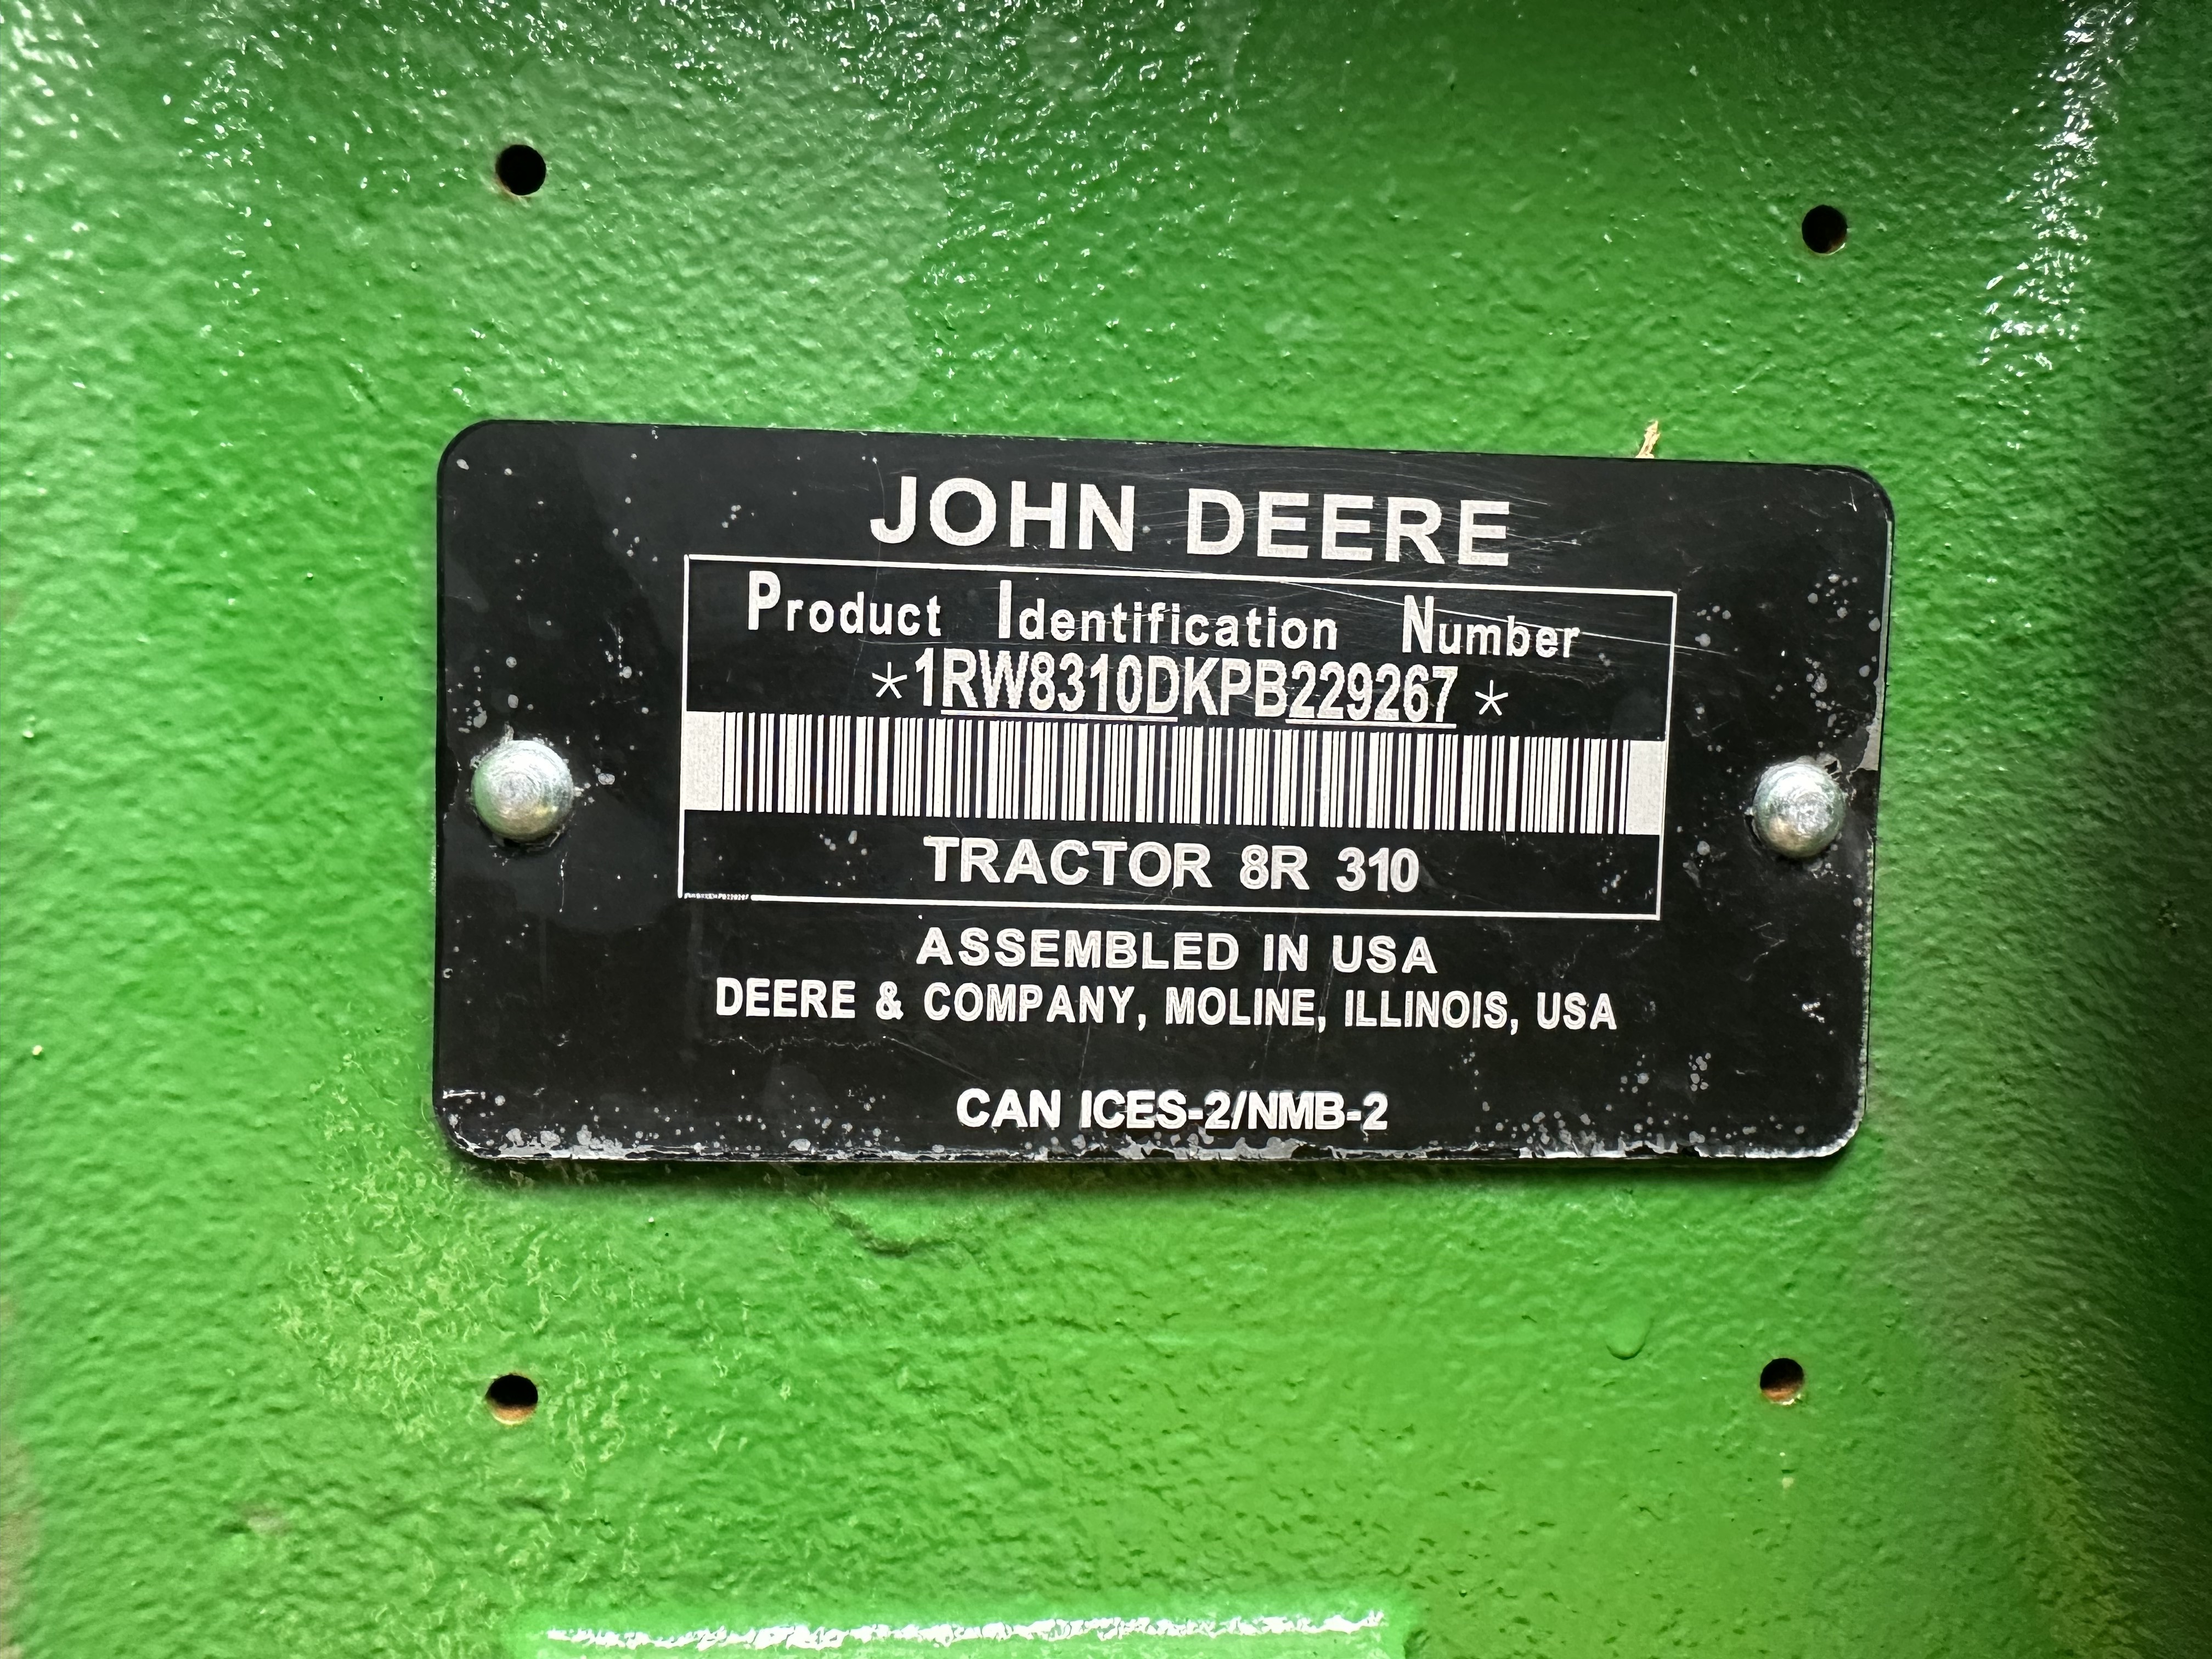 JOHN DEERE
Product Identification Number
*1RW8310DKPB229267*
TRACTOR 8R 310
ASSEMBLED IN USA
DEERE & COMPANY, MOLINE, ILLINOIS, USA
CAN ICES-2/NMB-2